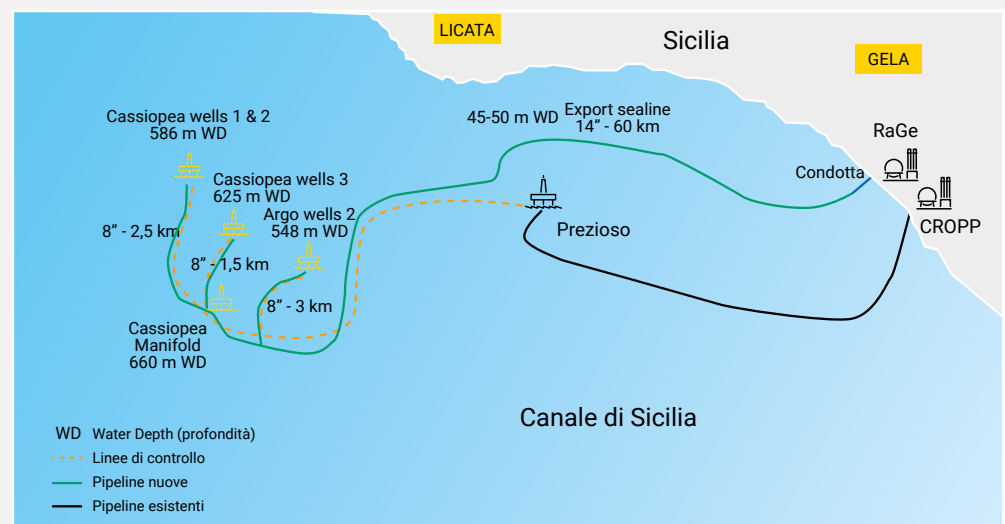 LICATA
Sicilia
GELA
Cassiopea wells 1 & 2
586 m WD
45-50 m WD
Export sealine
14” - 60 km
RaGe
Condotta
Cassiopea wells 3
625 m WD
Argo wells 2
548 m WD
CROPP
8” - 2,5 km
Prezioso
8” - 1,5 km
8” - 3 km
Cassiopea
Manifold
660 m WD
Canale di Sicilia
WD Water Depth (profondità)
Linee di controllo
Pipeline nuove
Pipeline esistenti